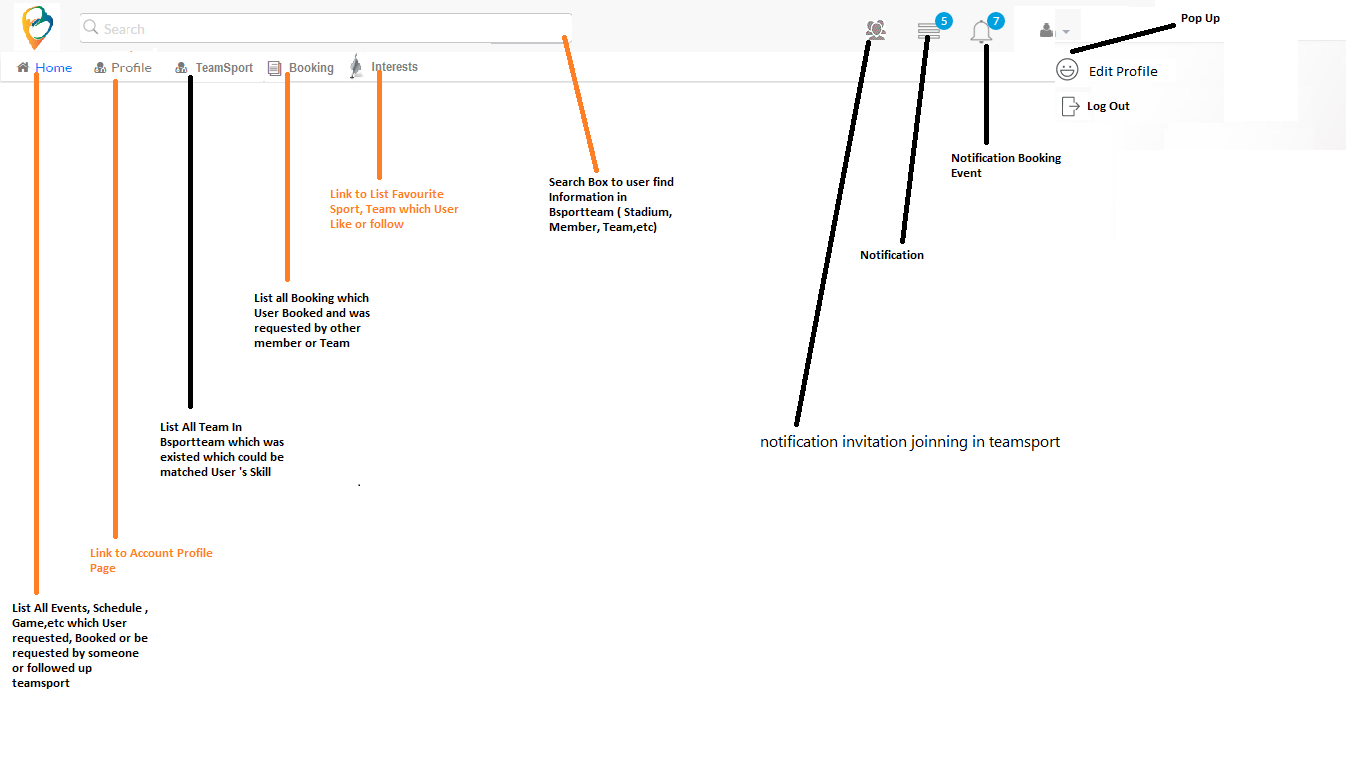 Search
5
7
Pop Up
Home
Profile
TeamSport
Booking
Interests
Edit Profile
Log Out
Notification Booking
Event
Link to List Favourite
Sport, Team which User
Like or follow
Search Box to user find
Information in
Bsportteam ( Stadium,
Member, Team,etc)
Notification
List all Booking which
User Booked and was
requested by other
member or Team
List All Team In
Bsportteam which was
existed which could be
matched User 's Skill
.
notification invitation joinning in teamsport
Link to Account Profile
Page
List All Events, Schedule ,
Game,etc which User
requested, Booked or be
requested by someone
or followed up
teamsport